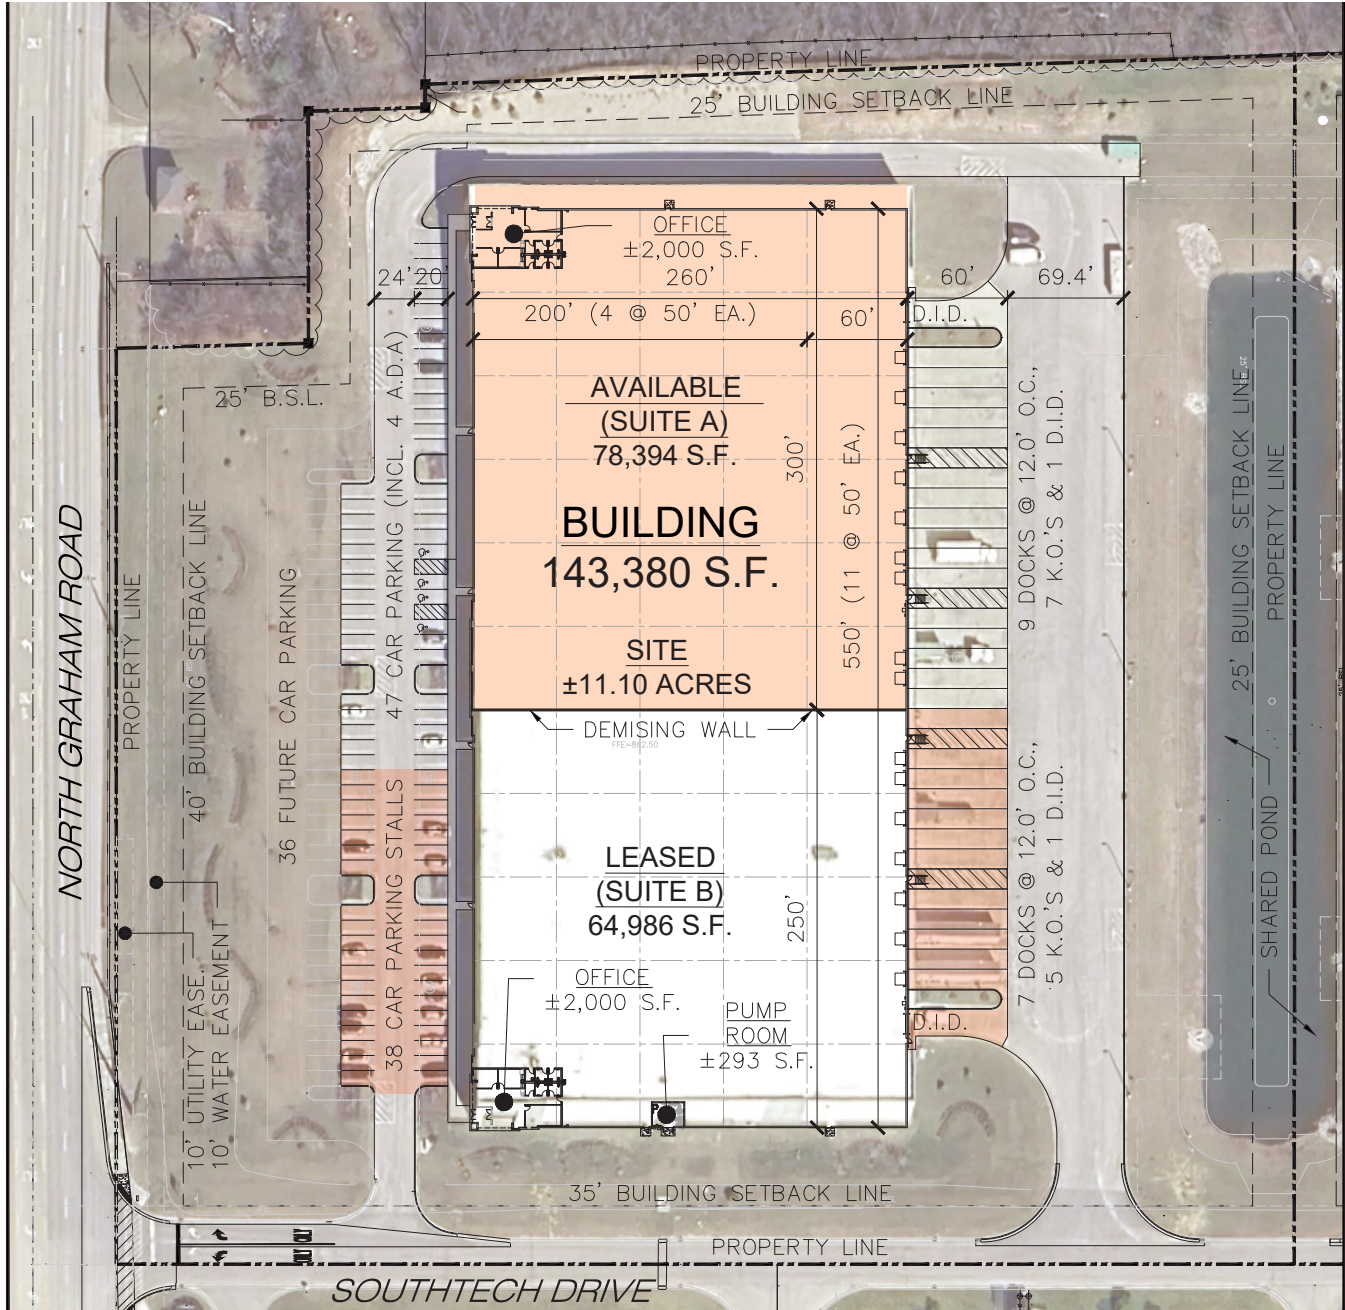 PROPERTY LINE
25' BUILDING SETBACK LINE
OFFICE
±2,000 S.F.
24'
20'
260'
60'
69.4'
200' (4 @ 50' EA.)
60'
D.I.D.
25' B.S.L.
AVAILABLE
(SUITE A)
78,394 S.F.
300'
550' (11 @ 50' EA.)
BUILDING
143,380 S.F.
SITE
±11.10 ACRES
DEMISING WALL
FFE=862.50
LEASED
(SUITE B)
64,986 S.F.
250'
OFFICE
±2,000 S.F.
PUMP
ROOM
±293 S.F.
D.I.D.
47 CAR PARKING (INCL. 4 A.D.A)
38 CAR PARKING STALLS
36 FUTURE CAR PARKING
40' BUILDING SETBACK LINE
PROPERTY LINE
NORTH GRAHAM ROAD
10' UTILITY EASE.
10' WATER EASEMENT
9 DOCKS @ 12.0' O.C.,
7 K.O.'S & 1 D.I.D.
7 DOCKS @ 12.0' O.C.,
5 K.O.'S & 1 D.I.D.
25' BUILDING SETBACK LINE
PROPERTY LINE
SHARED POND
35' BUILDING SETBACK LINE
PROPERTY LINE
SOUTHTECH DRIVE